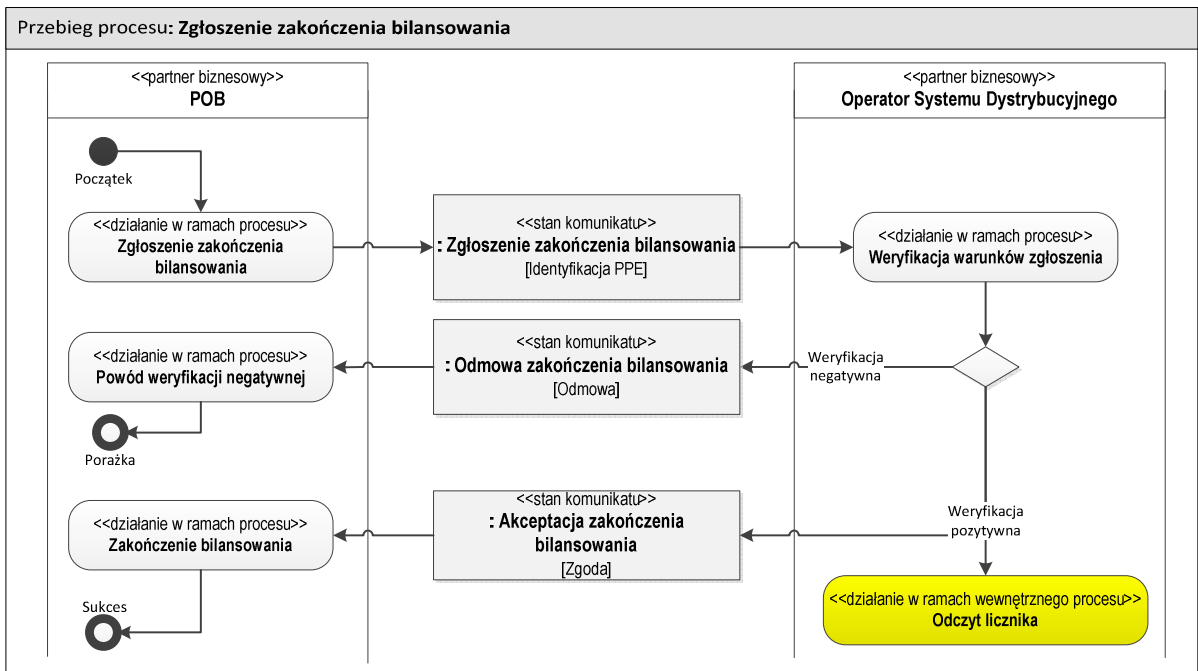 Przebieg procesu: Zgłoszenie zakończenia bilansowania
<<partner biznesowy>>
POB
<<partner biznesowy>>
Operator Systemu Dystrybucyjnego
Początek
<<działanie w ramach procesu>>
Zgłoszenie zakończenia
bilansowania
<<stan komunikatu>>
: Zgłoszenie zakończenia bilansowania
[Identyfikacja PPE]
<<działanie w ramach procesu>>
Weryfikacja warunków zgłoszenia
<<działanie w ramach procesu>>
Powód weryfikacji negatywnej
<<stan komunikatu>>
: Odmowa zakończenia bilansowania
[Odmowa]
Weryfikacja
negatywna
Porażka
<<działanie w ramach procesu>>
Zakończenie bilansowania
<<stan komunikatu>>
: Akceptacja zakończenia
bilansowania
[Zgoda]
Weryfikacja
pozytywna
Sukces
<<działanie w ramach wewnętrznego procesu>>
Odczyt licznika